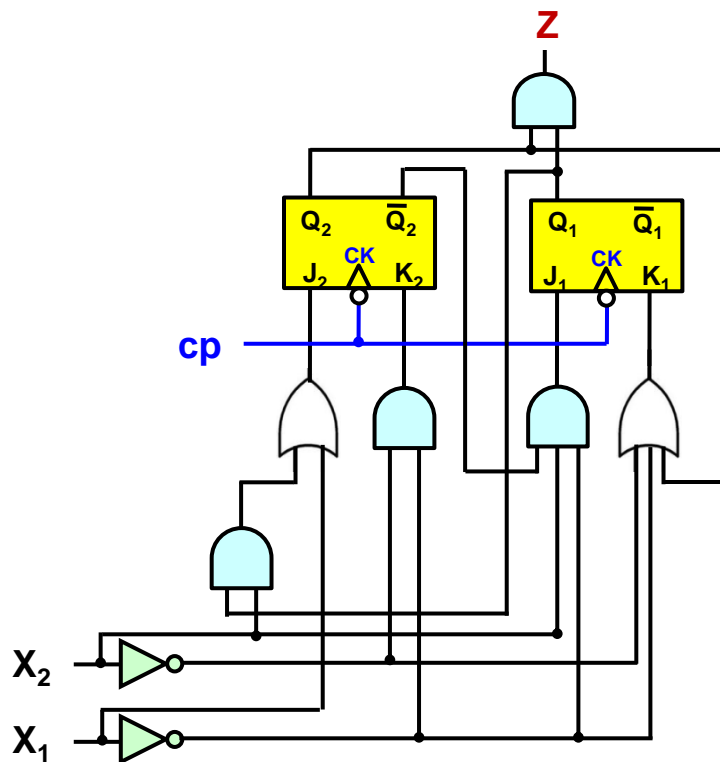 Z
Q₂ Q̅₂
CK
J₂ K₂
Q₁ Q̅₁
CK
J₁ K₁
cp
X₂
X₁